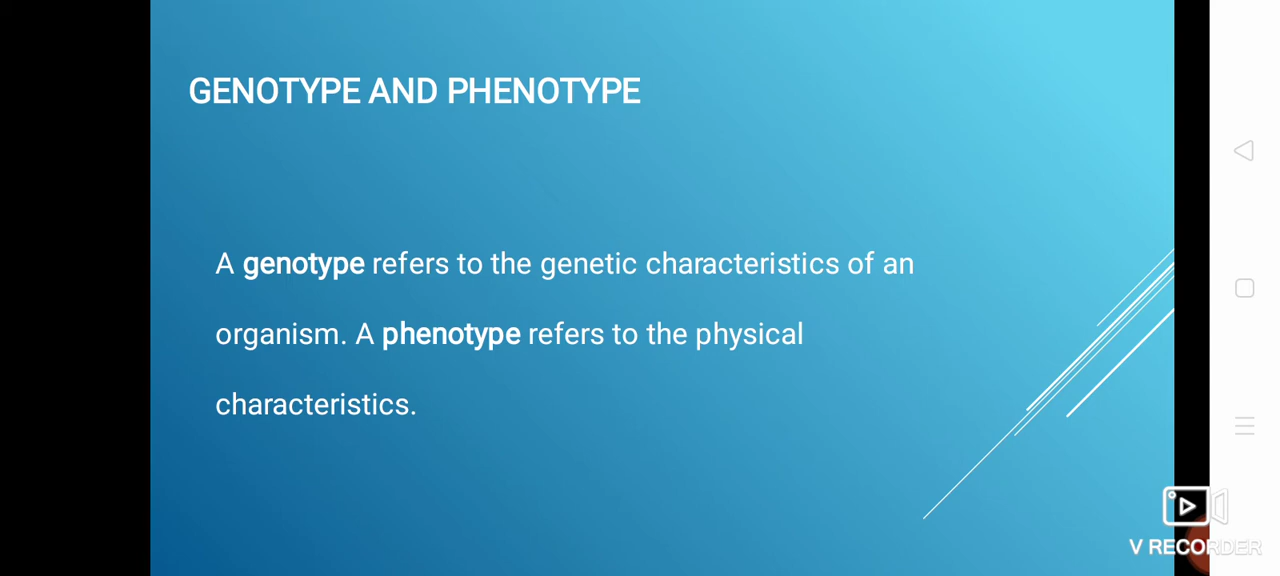 GENOTYPE AND PHENOTYPE
A genotype refers to the genetic characteristics of an
organism. A phenotype refers to the physical
characteristics.
V RECORDER